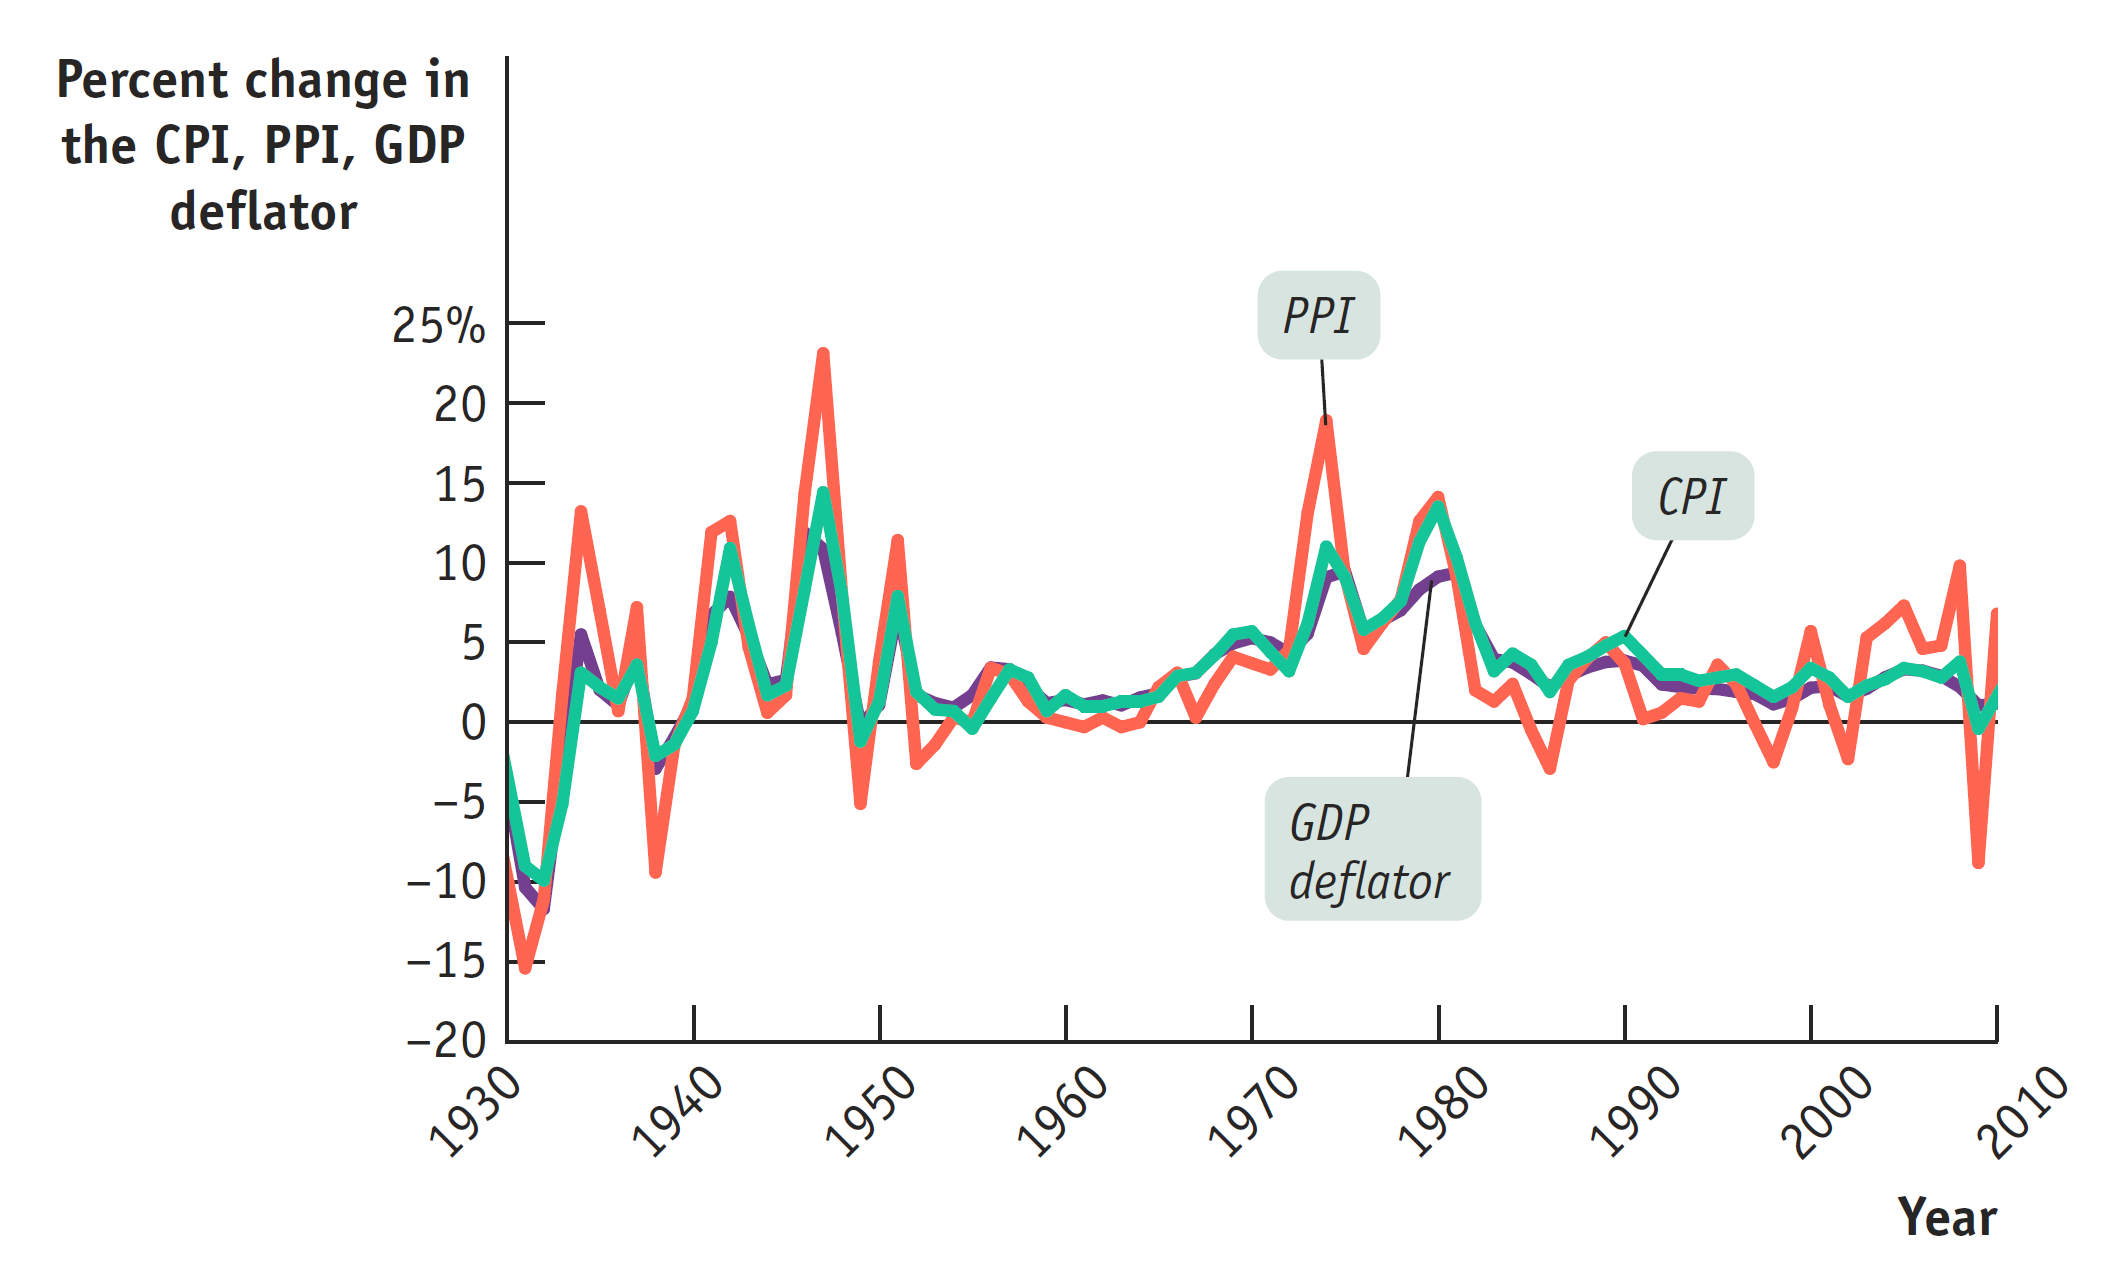 Percent change in
the CPI, PPI, GDP
deflator
25%
20
15
10
5
0
−5
−10
−15
−20
PPI
CPI
GDP
deflator
1930
1940
1950
1960
1970
1980
1990
2000
2010
Year